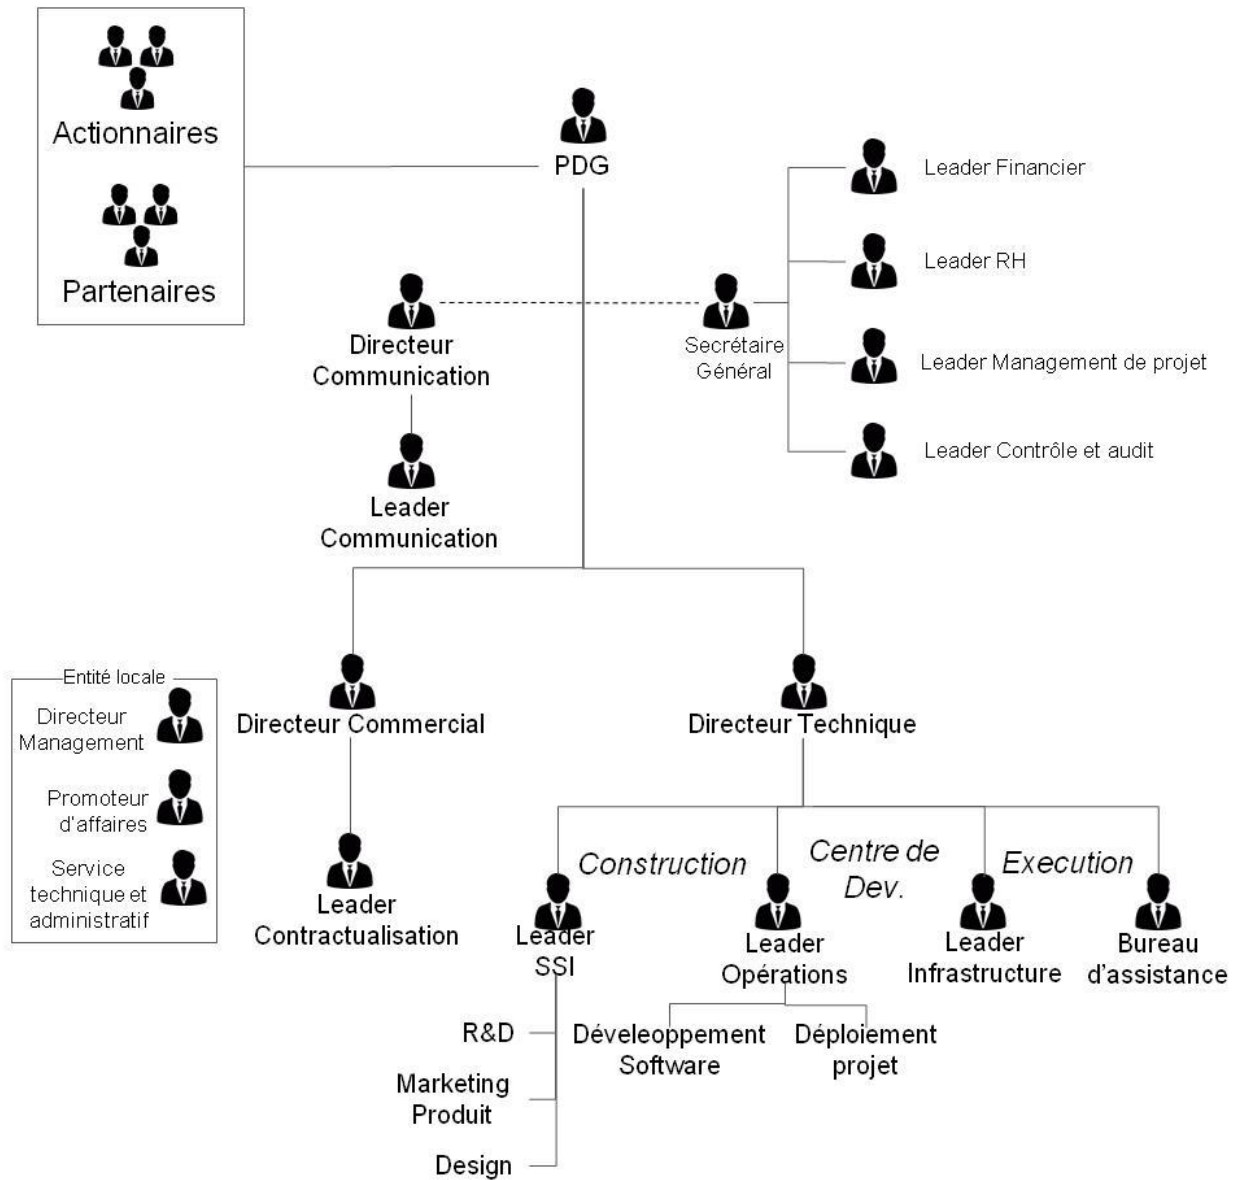 Actionnaires
Partenaires
PDG
Leader Financier
Leader RH
Leader Management de projet
Leader Contrôle et audit
Secrétaire
Général
Directeur
Communication
Leader
Communication
Entité locale
Directeur
Management
Promoteur
d'affaires
Service
technique et
administratif
Directeur Commercial
Leader
Contractualisation
Directeur Technique
Construction
Centre de
Dev.
Execution
Leader
SSI
Leader
Opérations
Leader
Infrastructure
Bureau
d'assistance
R&D
Marketing
Produit
Design
Déveleoppement
Software
Déploiement
projet